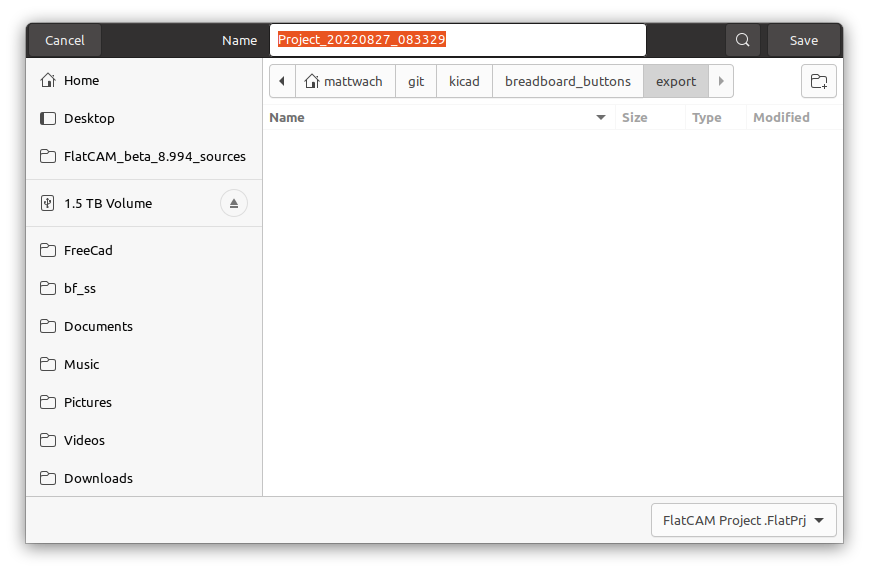 Cancel Name Project_20220827_083329 Save
Home
Desktop
FlatCAM_beta_8.994_sources
1.5 TB Volume
FreeCad
bf_ss
Documents
Music
Pictures
Videos
Downloads
mattwach git kicad breadboard_buttons export
Name Size Type Modified
FlatCAM Project .FlatPrj